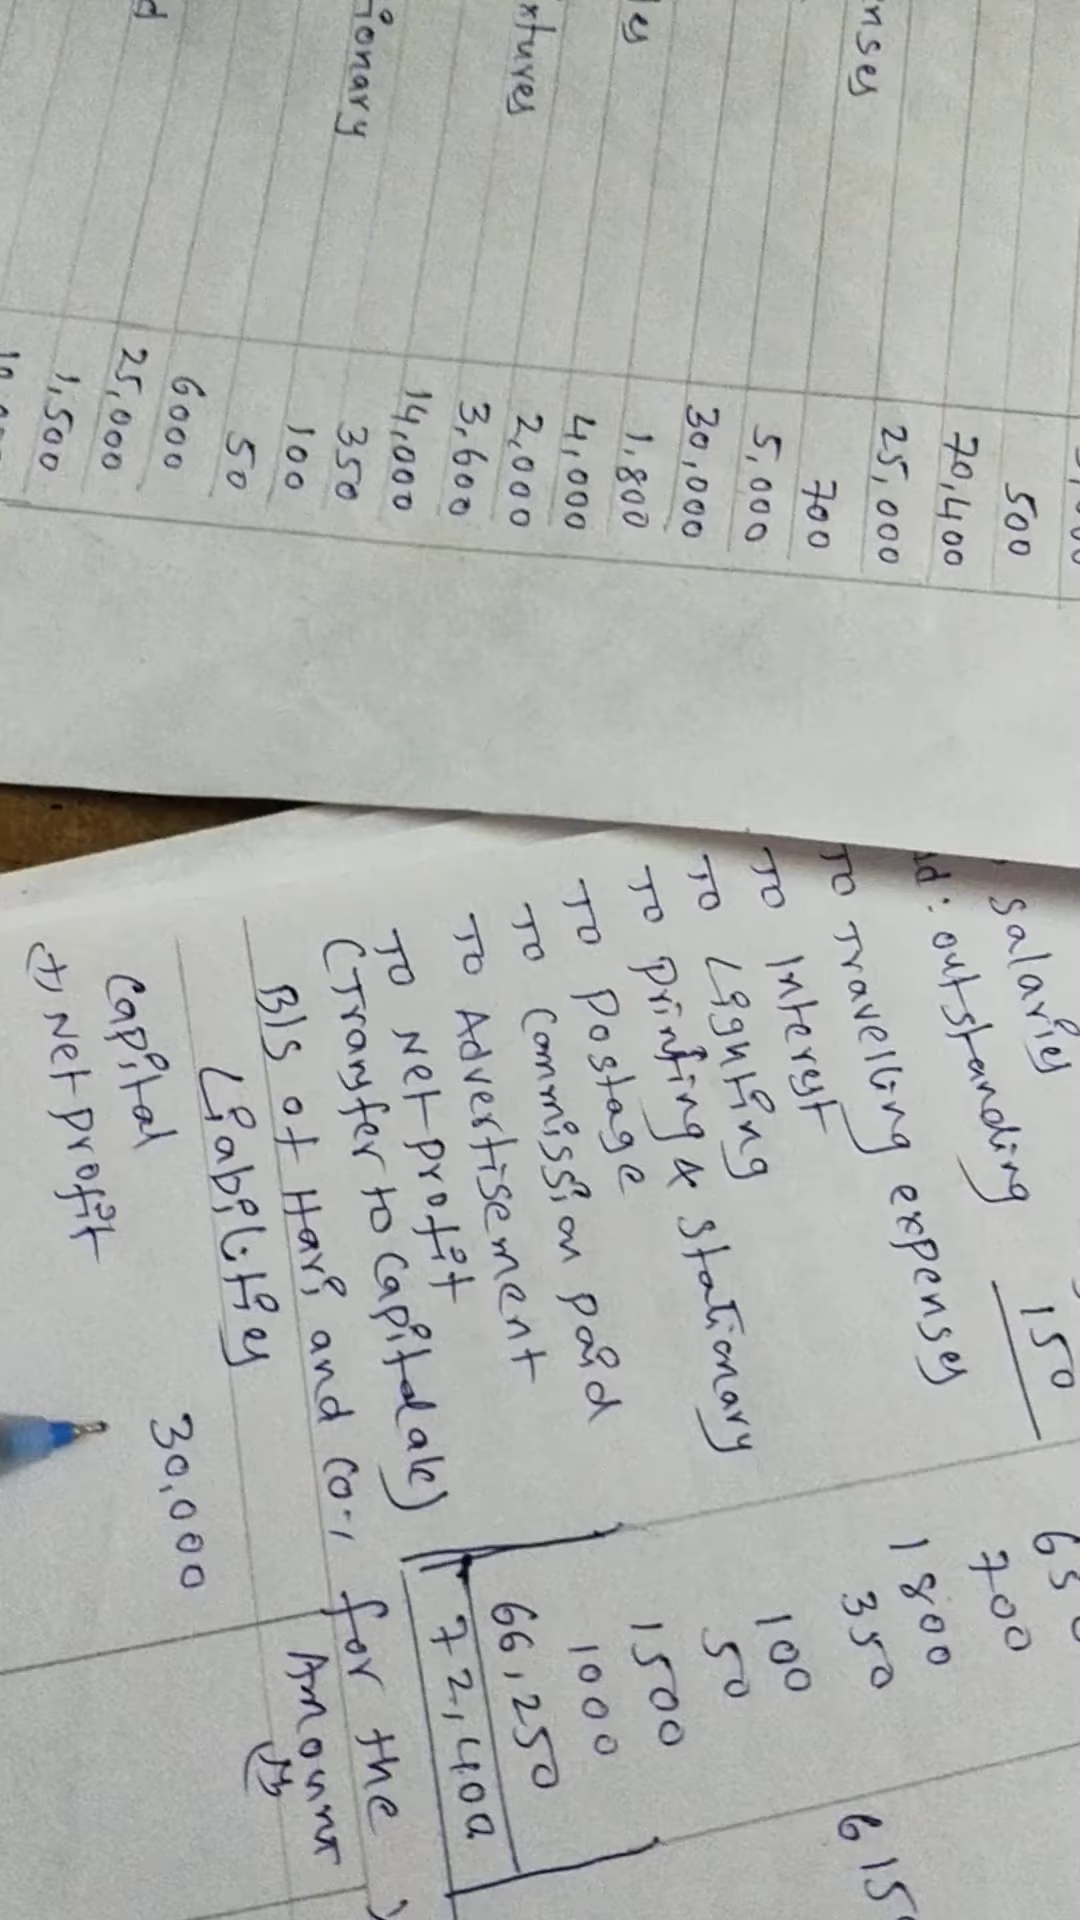 500
70,400
nses 25,000
700
5,000
30,000
les 1,800
4,000
xtures 2,000
3,600
14,000
ionary 350
100
50
6000
25,000
1,500
salaries
outstanding 150
To Travelling expenses 700
To Interest 1800
To Lighting 350
To printing & stationary 100
To postage 50
To Commission paid 1500
To Advertisement 1000
To Net profit 66,250
(Transfer to Capital a/c) 72,400
B/s of Hari and Co., for the
Liabilities Amount
Capital 30,000
+) Net profit